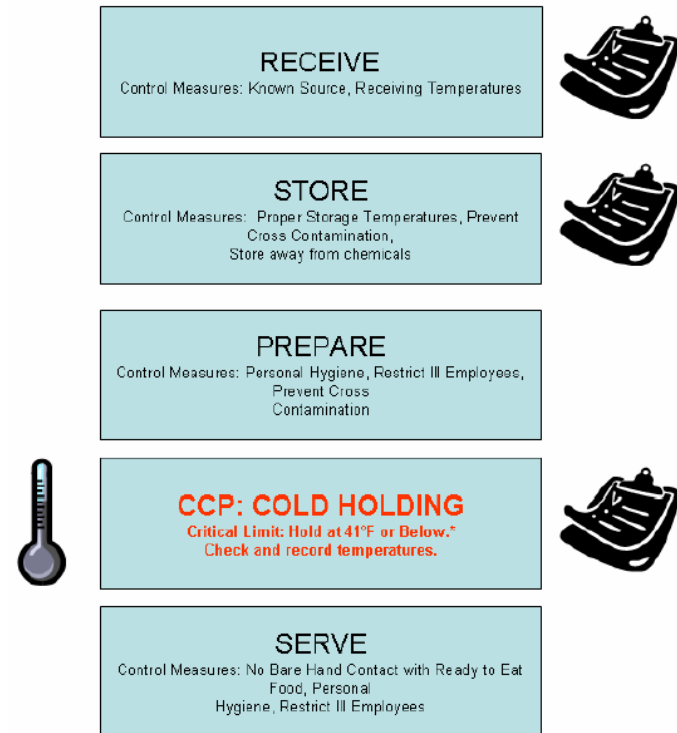 RECEIVE
Control Measures: Known Source, Receiving Temperatures
STORE
Control Measures:  Proper Storage Temperatures, Prevent
Cross Contamination,
Store away from chemicals
PREPARE
Control Measures: Personal Hygiene, Restrict Ill Employees,
Prevent Cross
Contamination
CCP: COLD HOLDING
Critical Limit: Hold at 41°F or Below.*
Check and record temperatures.
SERVE
Control Measures: No Bare Hand Contact with Ready to Eat
Food, Personal
Hygiene, Restrict Ill Employees